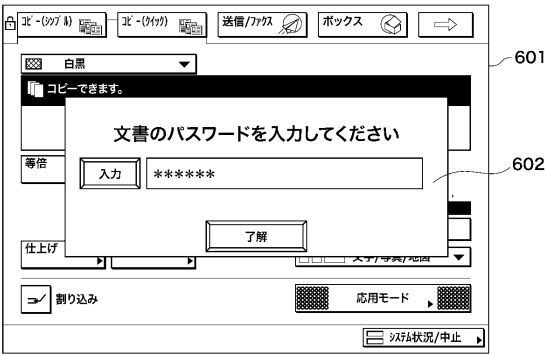 ｺﾋﾟｰ(ｼﾝﾌﾟﾙ) ｺﾋﾟｰ(ｸｲｯｸ) 送信/ﾌｧｸｽ ボックス
601
白黒
コピーできます。
文書のパスワードを入力してください
602
等倍
入力 ******
了解
仕上げ
文字/写真/地図
割り込み 応用モード
ｼｽﾃﾑ状況/中止